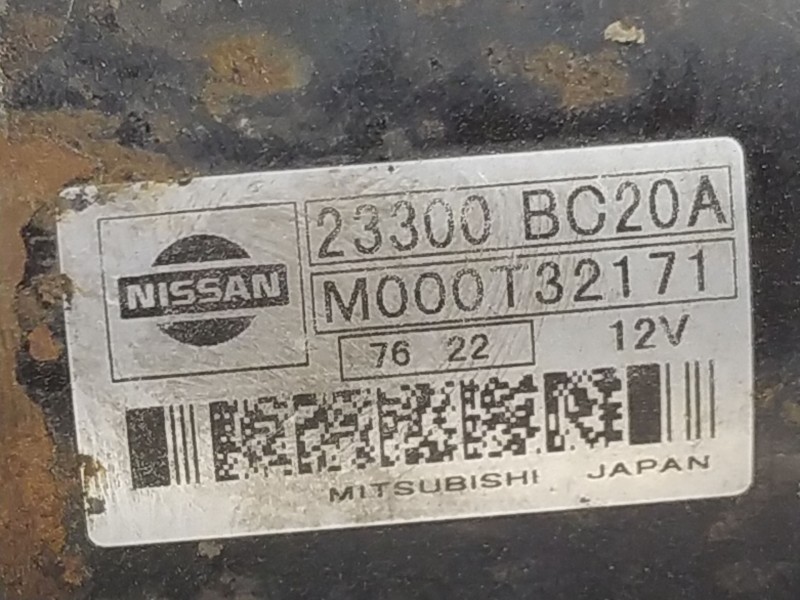 NISSAN
23300 BC20A
M000T32171
76 22
12V
MITSUBISHI JAPAN